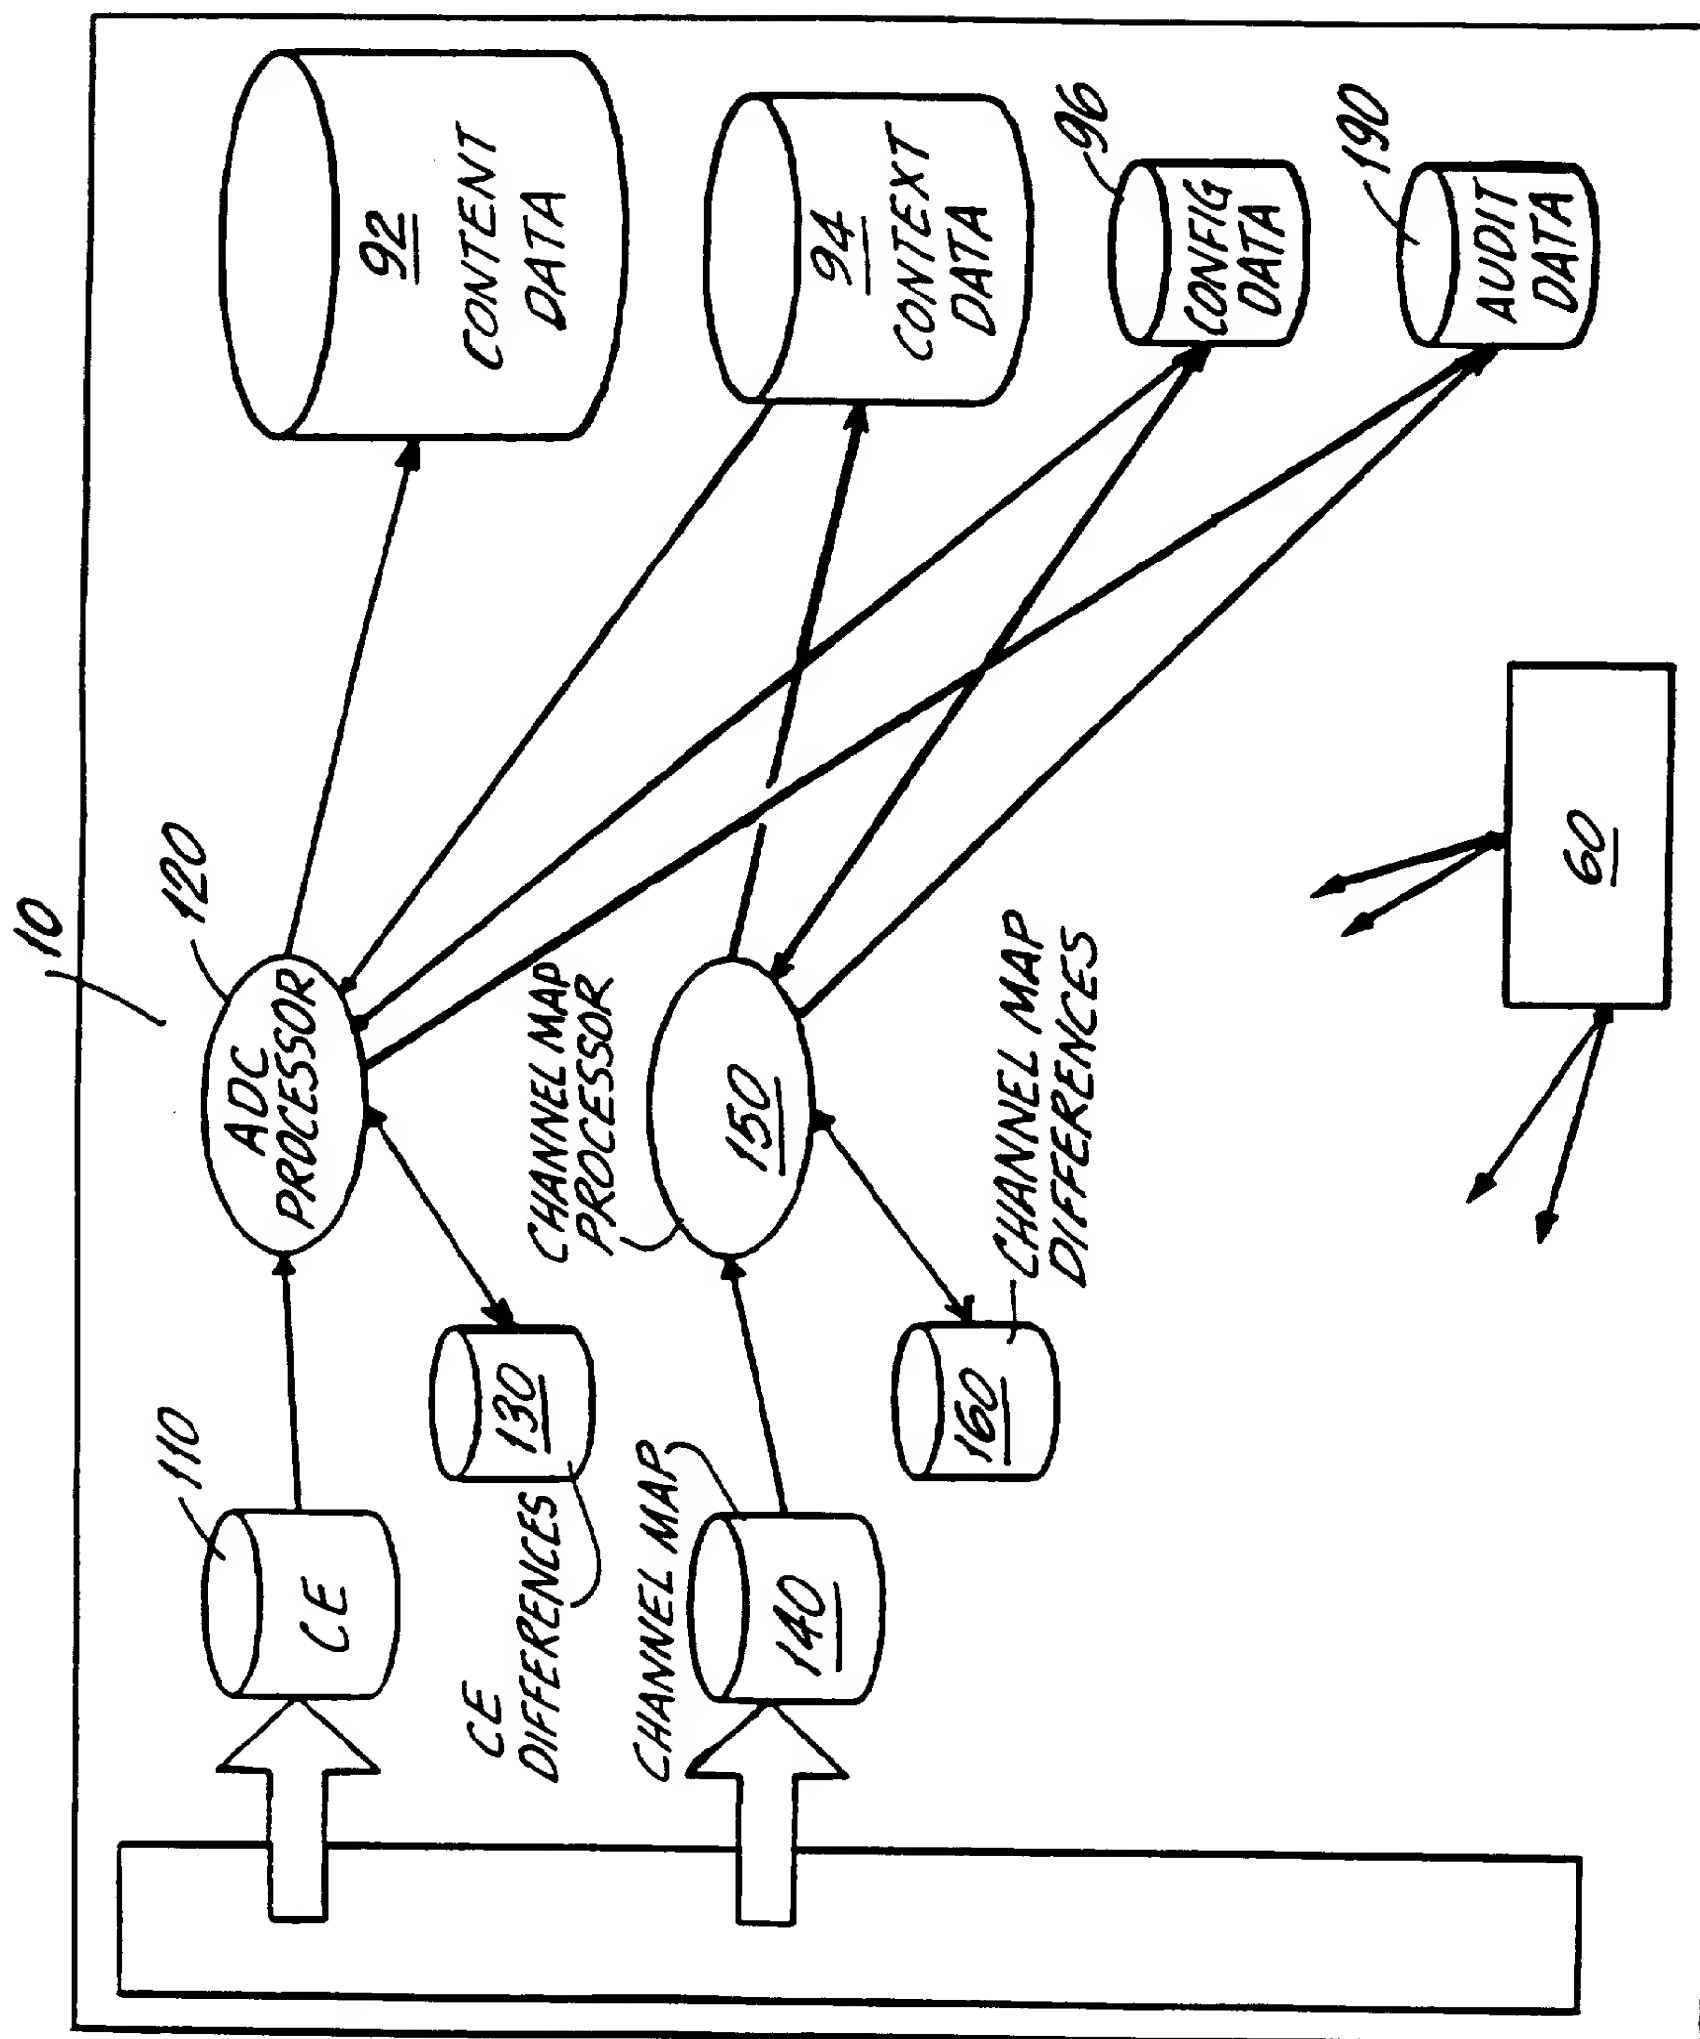 10
110
CE
120
ADC
PROCESSOR
92
CONTENT
DATA
CE
DIFFERENCES
130
CHANNEL MAP
PROCESSOR
94
CONTEXT
DATA
CHANNEL MAP
140
150
96
CONFIG
DATA
160
CHANNEL MAP
DIFFERENCES
190
AUDIT
DATA
60